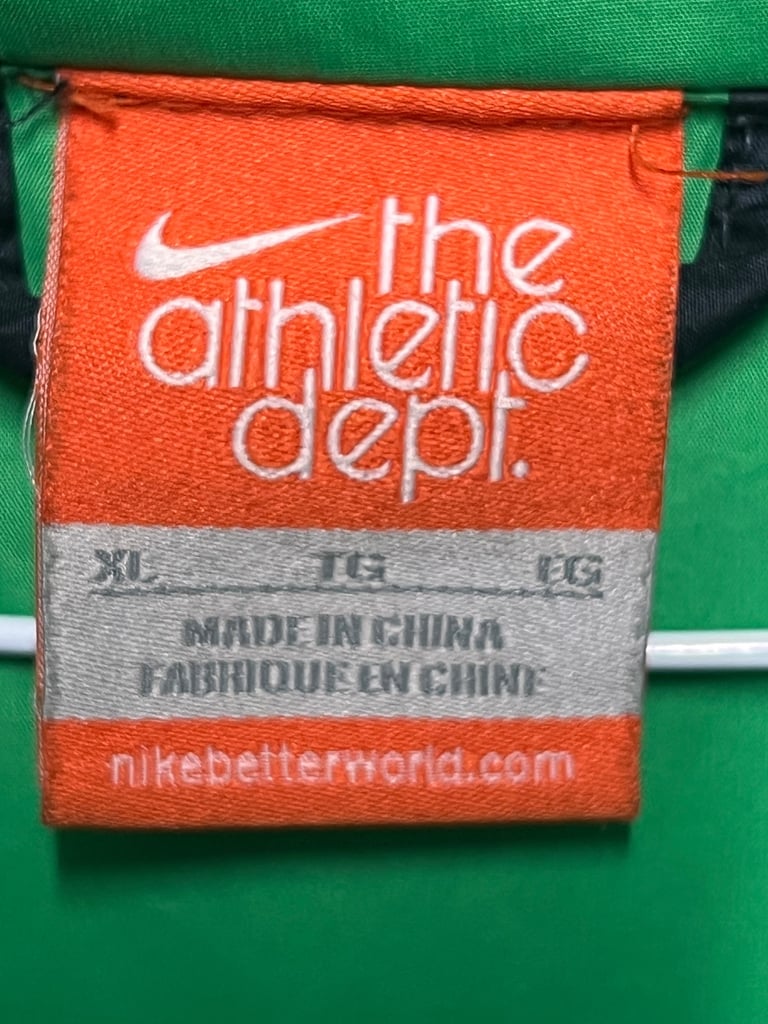 the
athletic
dept.
XL TG EG
MADE IN CHINA
FABRIQUE EN CHINE
nikebetterworld.com